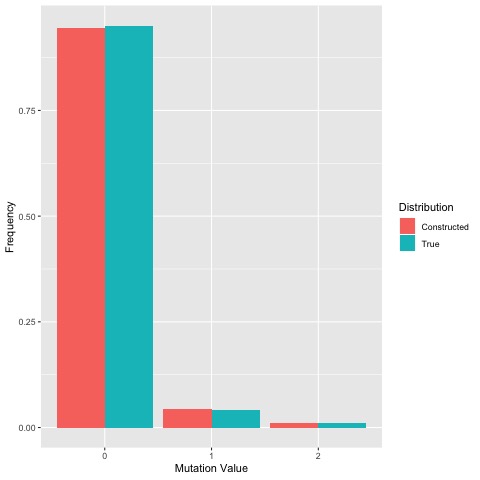 0.75
0.50
0.25
0.00
Frequency
0
1
2
Mutation Value
Distribution
Constructed
True